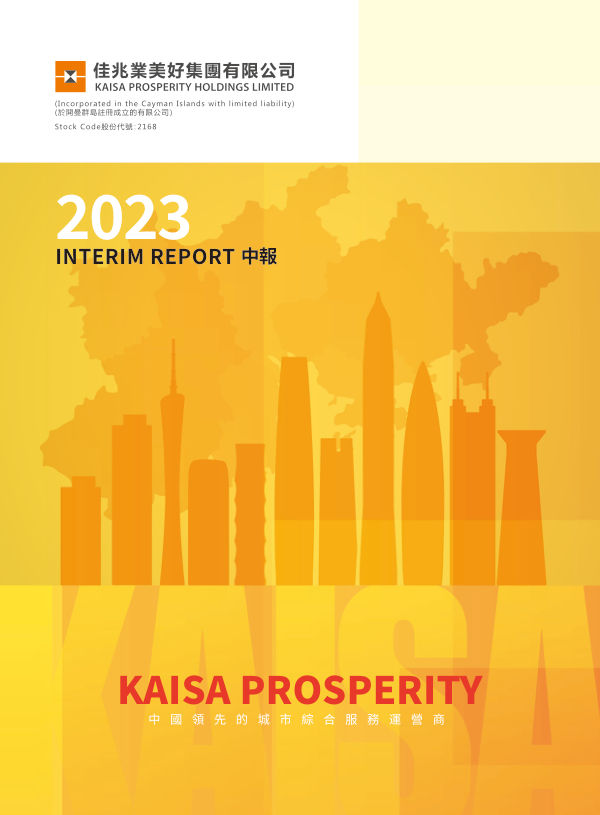 佳兆業美好集團有限公司
KAISA PROSPERITY HOLDINGS LIMITED
(Incorporated in the Cayman Islands with limited liability)
(於開曼群島註冊成立的有限公司)
Stock Code股份代號:2168
2023
INTERIM REPORT 中報
KAISA
KAISA PROSPERITY
中國領先的城市綜合服務運營商